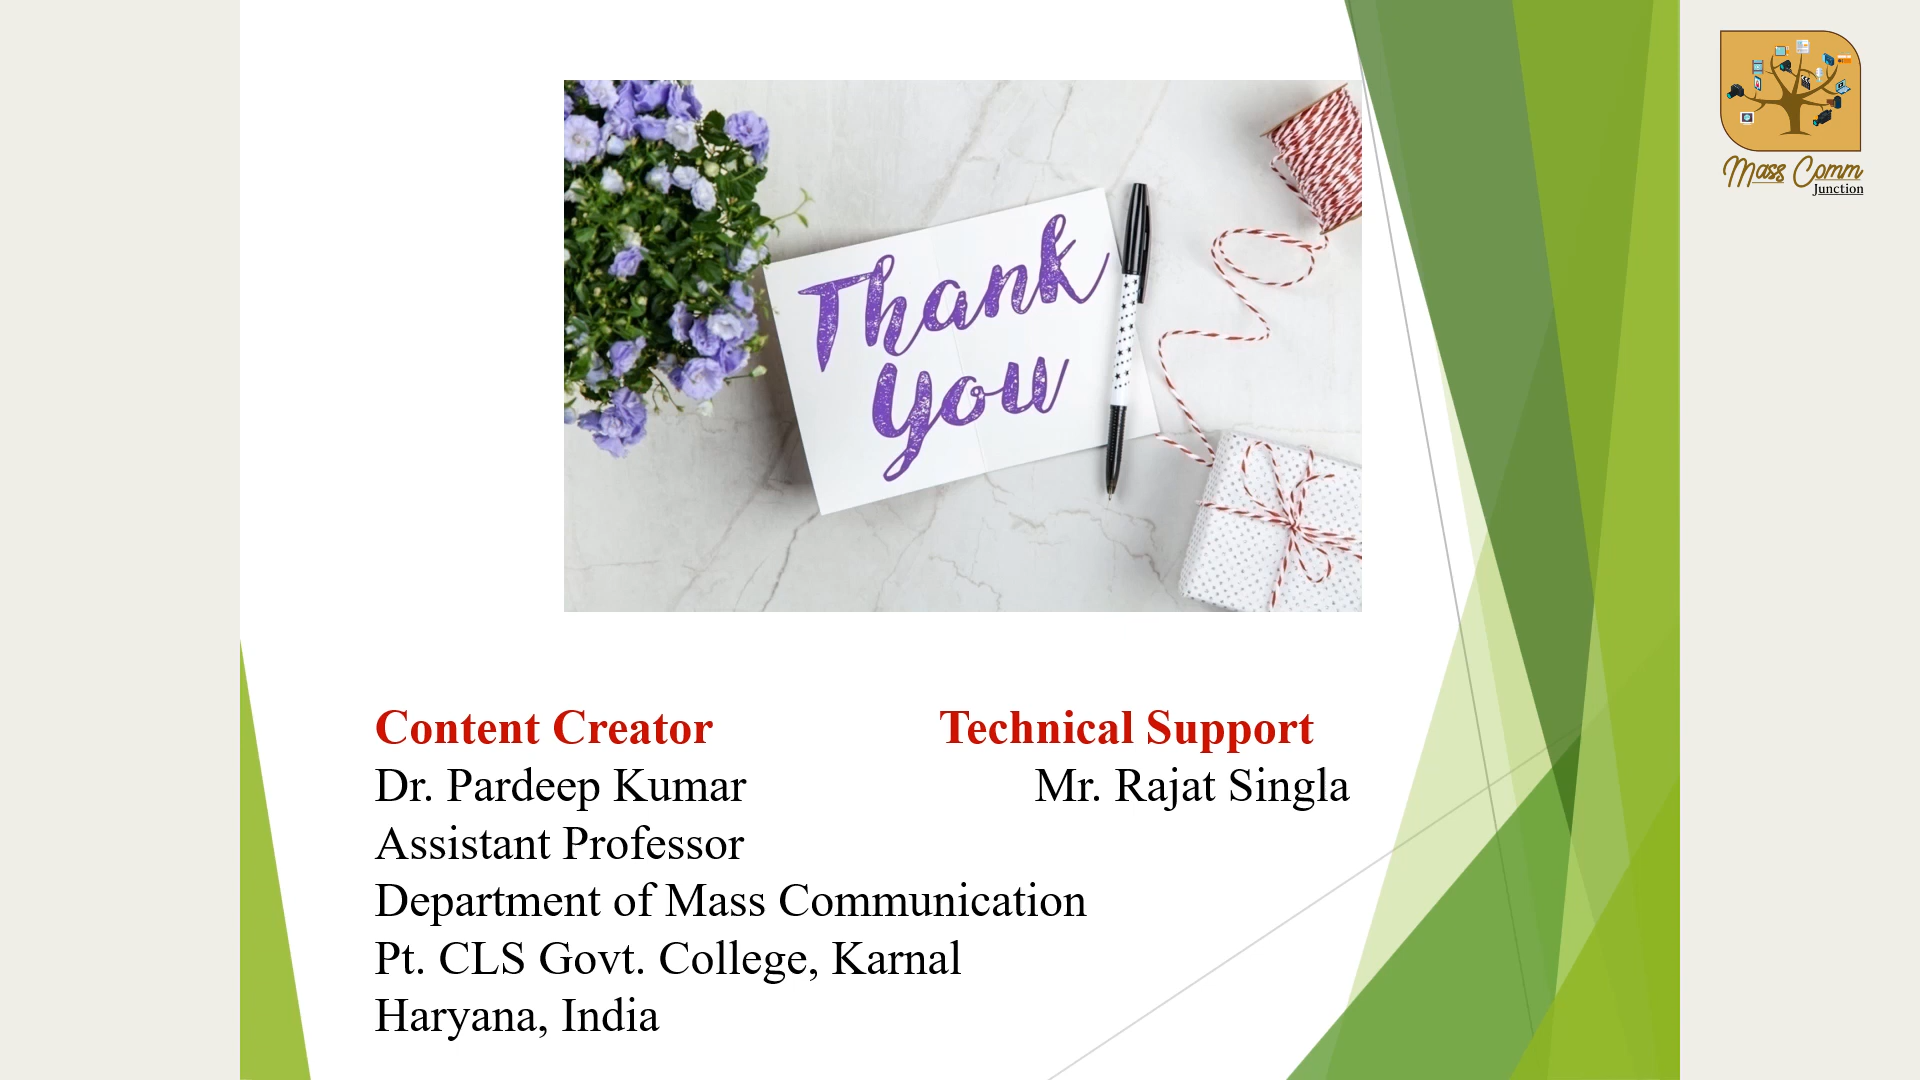 Mass Comm
Junction
Thank
You
Content Creator Technical Support
Dr. Pardeep Kumar Mr. Rajat Singla
Assistant Professor
Department of Mass Communication
Pt. CLS Govt. College, Karnal
Haryana, India